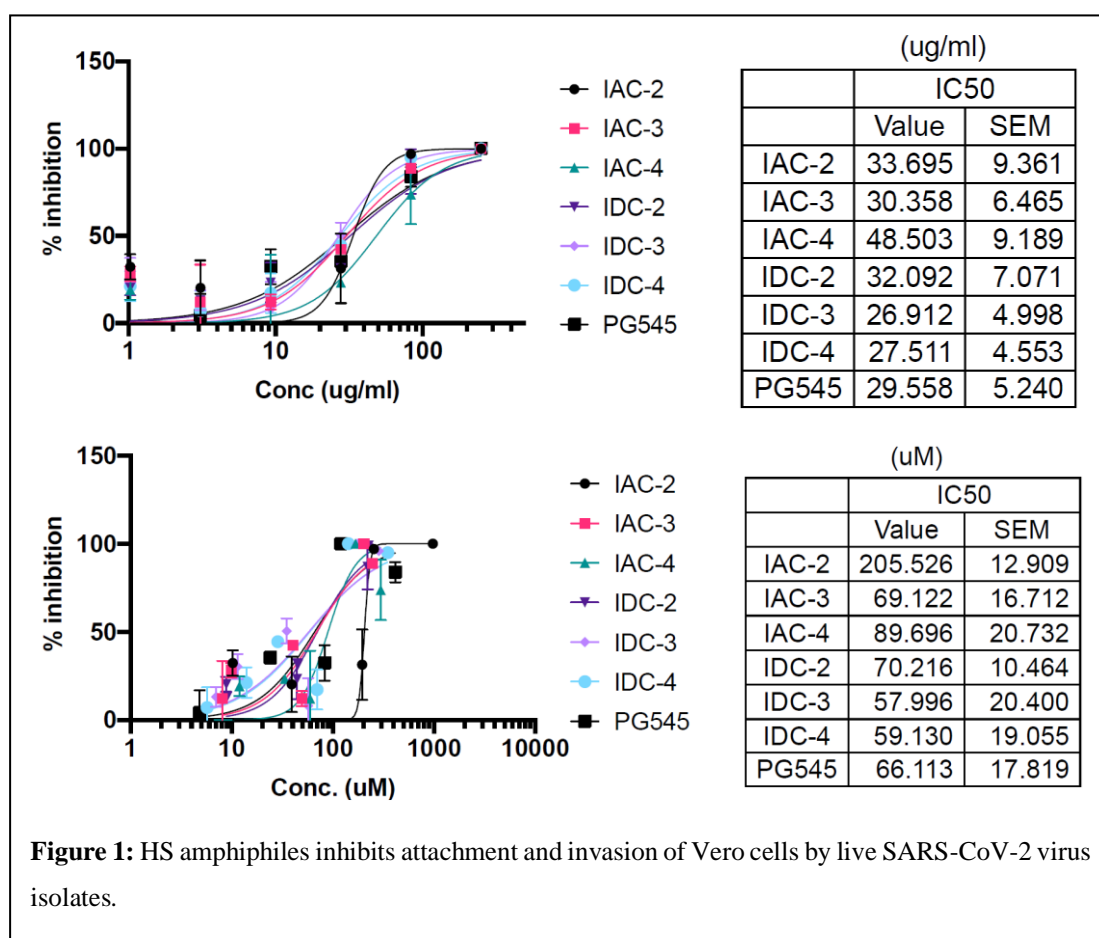 150
100
50
0
% inhibition
1
10
100
Conc (ug/ml)
IAC-2
IAC-3
IAC-4
IDC-2
IDC-3
IDC-4
PG545
(ug/ml)
IC50
Value SEM
IAC-2 33.695 9.361
IAC-3 30.358 6.465
IAC-4 48.503 9.189
IDC-2 32.092 7.071
IDC-3 26.912 4.998
IDC-4 27.511 4.553
PG545 29.558 5.240
150
100
50
0
% inhibition
1
10
100
1000
10000
Conc. (uM)
IAC-2
IAC-3
IAC-4
IDC-2
IDC-3
IDC-4
PG545
(uM)
IC50
Value SEM
IAC-2 205.526 12.909
IAC-3 69.122 16.712
IAC-4 89.696 20.732
IDC-2 70.216 10.464
IDC-3 57.996 20.400
IDC-4 59.130 19.055
PG545 66.113 17.819
Figure 1: HS amphiphiles inhibits attachment and invasion of Vero cells by live SARS-CoV-2 virus
isolates.